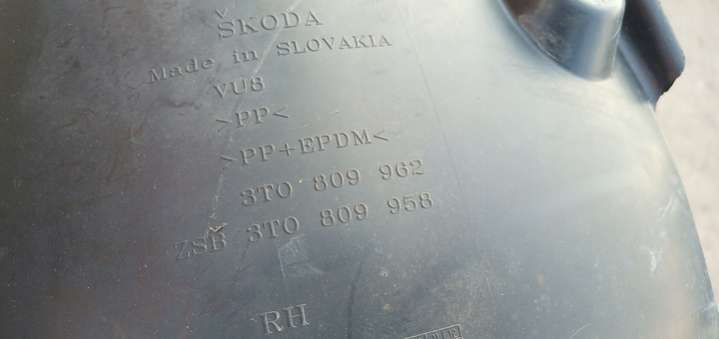 ŠKODA
Made in SLOVAKIA
VU8
>PP<
>PP+EPDM<
3T0 809 962
ZSB 3T0 809 958
RH